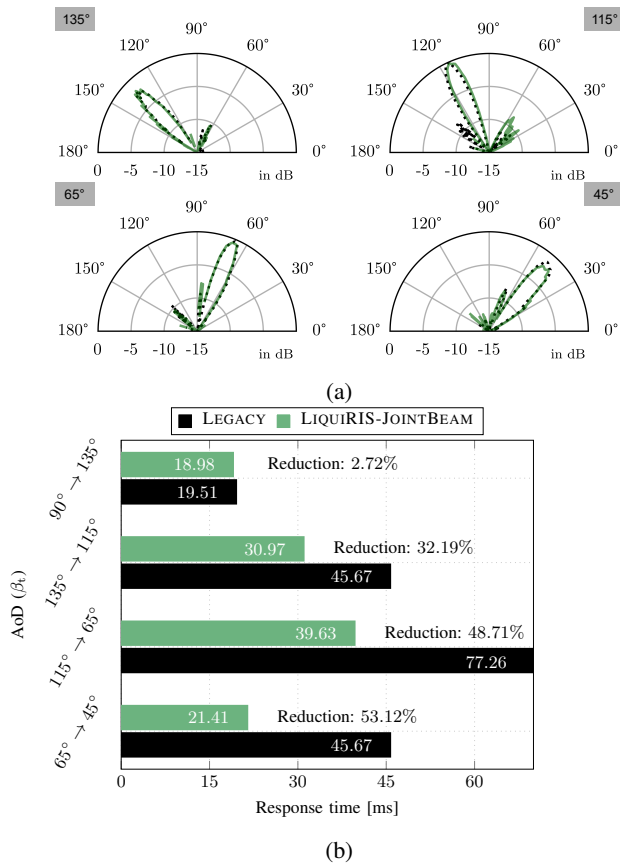 135° 115°
90° 90°
120° 60° 120° 60°
150° 30° 150° 30°
180° 0° 180° 0°
0 -5 -10 -15 in dB 0 -5 -10 -15 in dB
65° 45°
90° 90°
120° 60° 120° 60°
150° 30° 150° 30°
180° 0° 180° 0°
0 -5 -10 -15 in dB 0 -5 -10 -15 in dB
(a)
LEGACY LIQUIRIS-JOINTBEAM
90° → 135°
18.98 Reduction: 2.72%
19.51
135° → 115°
30.97 Reduction: 32.19%
45.67
AoD (βt)
115° → 65°
39.63 Reduction: 48.71%
77.26
65° → 45°
21.41 Reduction: 53.12%
45.67
0 15 30 45 60
Response time [ms]
(b)